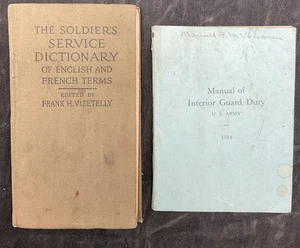 THE SOLDIER'S
SERVICE
DICTIONARY
OF ENGLISH AND
FRENCH TERMS
EDITED BY
FRANK H. VIZETELLY
Manual of
Interior Guard Duty
U. S. ARMY